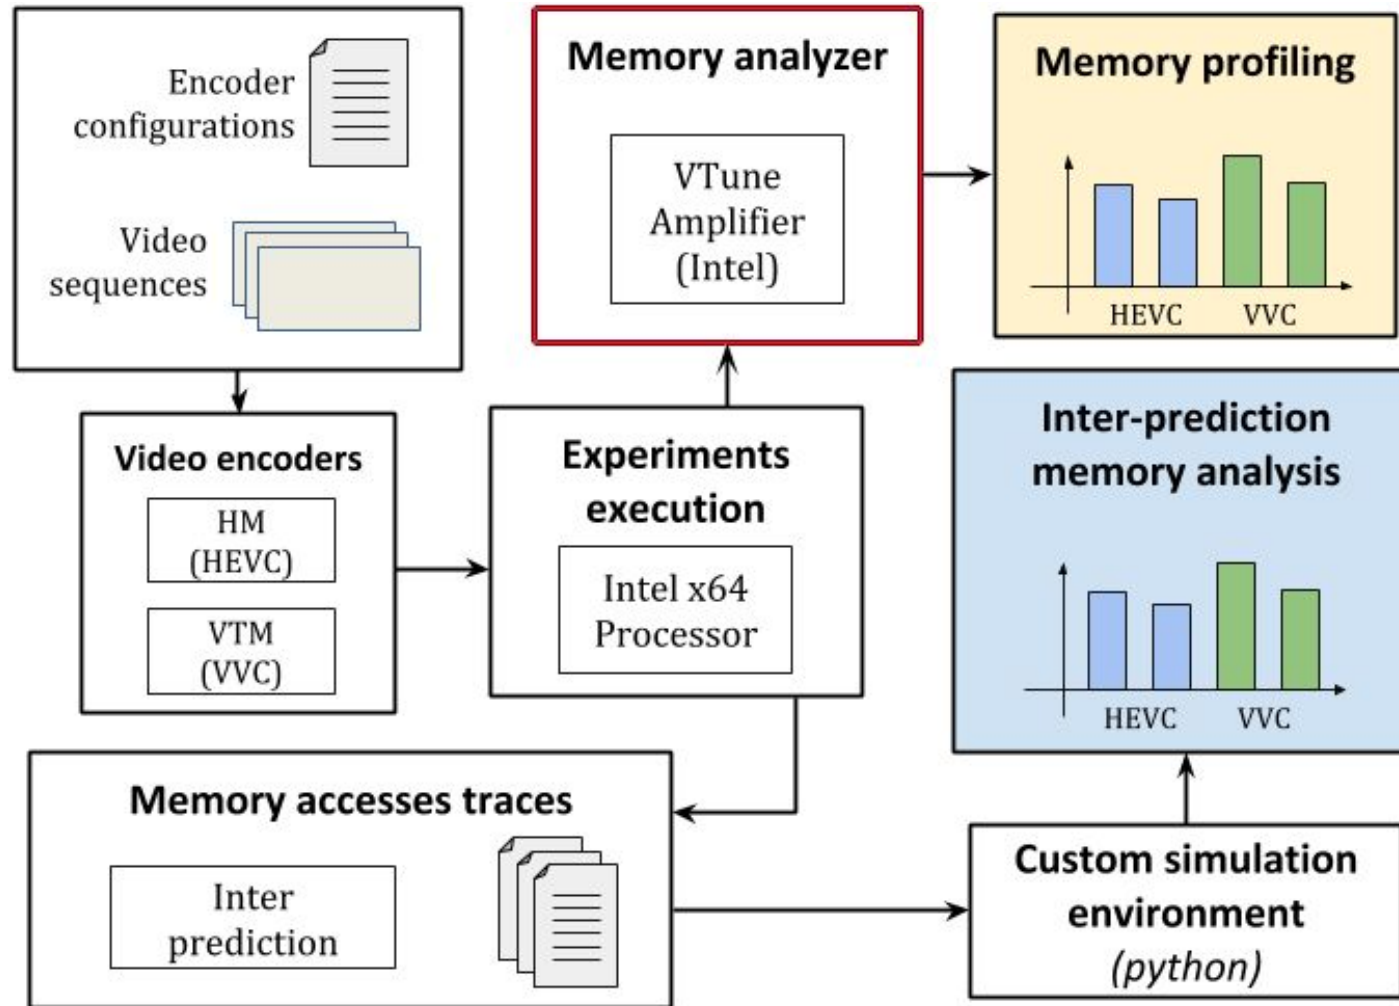 Encoder
configurations
Video
sequences
Memory analyzer
VTune
Amplifier
(Intel)
Memory profiling
HEVC
VVC
Video encoders
HM
(HEVC)
VTM
(VVC)
Experiments
execution
Intel x64
Processor
Inter-prediction
memory analysis
HEVC
VVC
Memory accesses traces
Inter
prediction
Custom simulation
environment
(python)